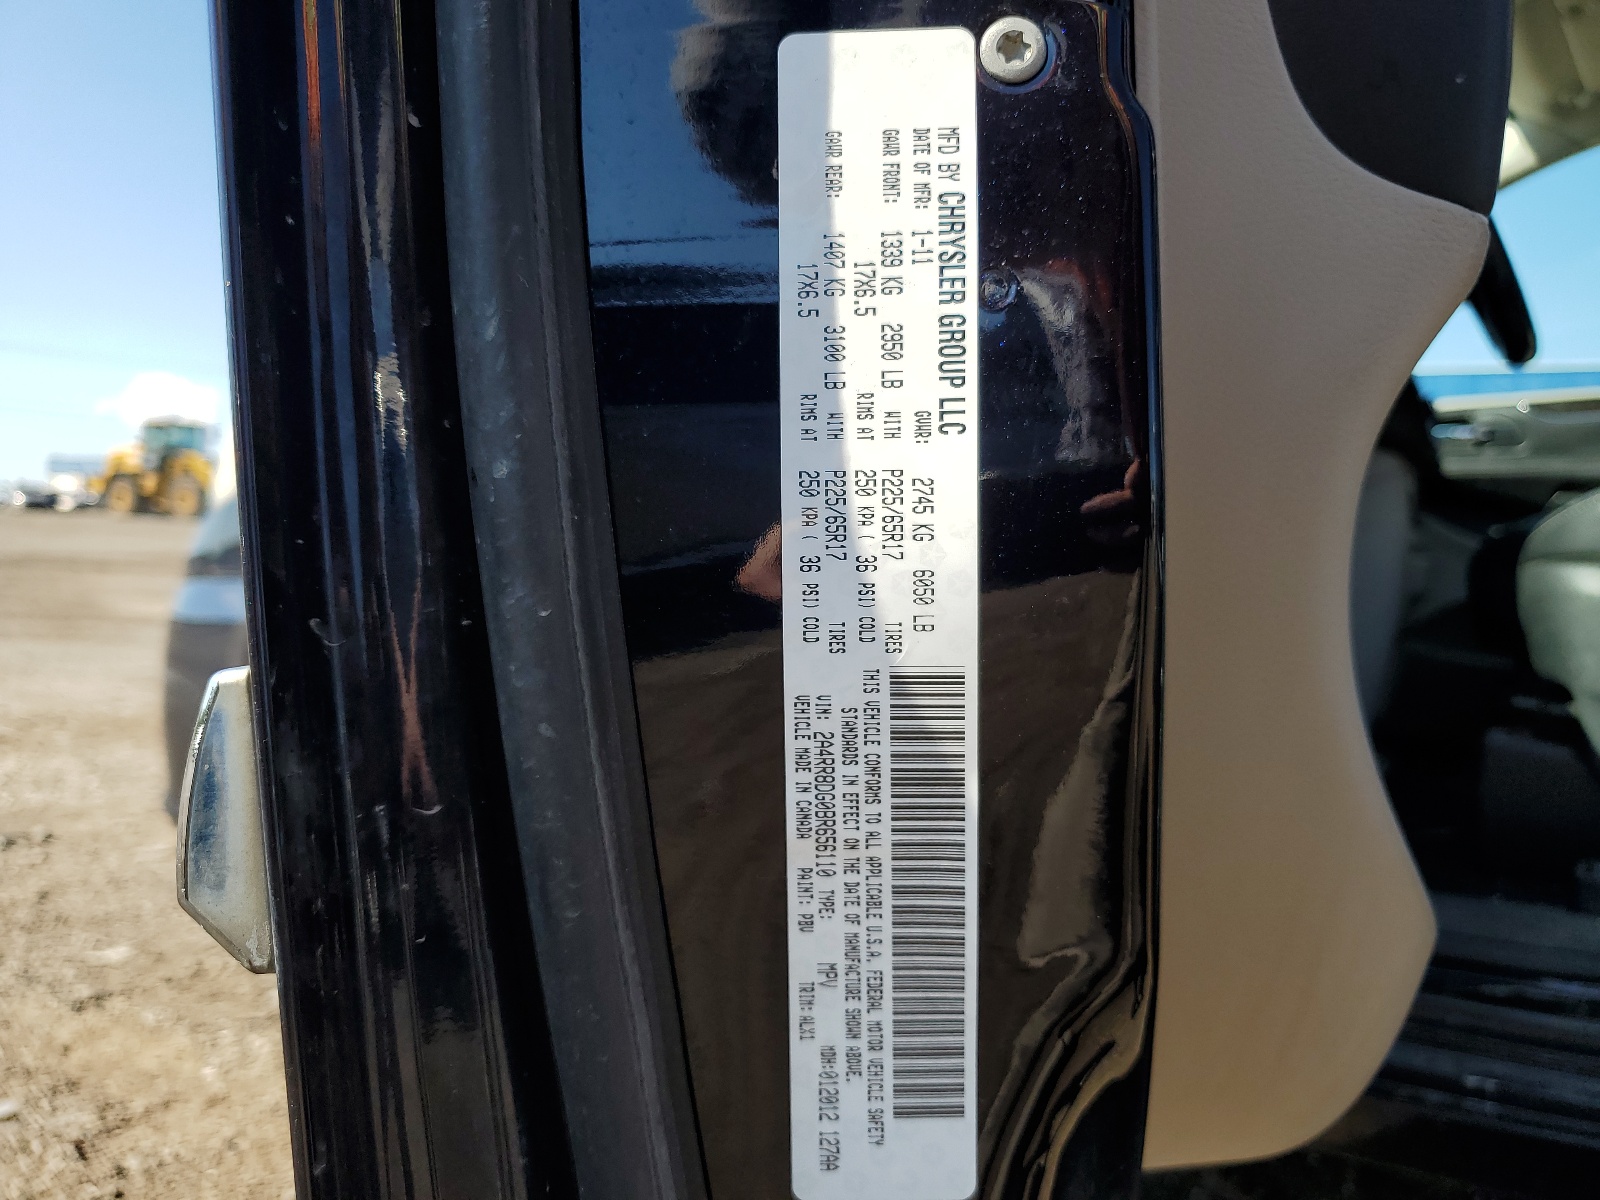 MFD BY CHRYSLER GROUP LLC
DATE OF MFR: 1-11 GVWR: 2745 KG 6050 LB
GAWR FRONT: 1339 KG 2950 LB WITH P225/65R17 TIRES
17X6.5 RIMS AT 250 KPA ( 36 PSI) COLD
GAWR REAR: 1407 KG 3100 LB WITH P225/65R17 TIRES
17X6.5 RIMS AT 250 KPA ( 36 PSI) COLD
THIS VEHICLE CONFORMS TO ALL APPLICABLE U.S.A. FEDERAL MOTOR VEHICLE SAFETY
STANDARDS IN EFFECT ON THE DATE OF MANUFACTURE SHOWN ABOVE.
VIN: 2A4RR8DG0BR656110 TYPE: MPV MDH:012012 127AA
VEHICLE MADE IN CANADA PAINT: PBV TRIM: ALX1